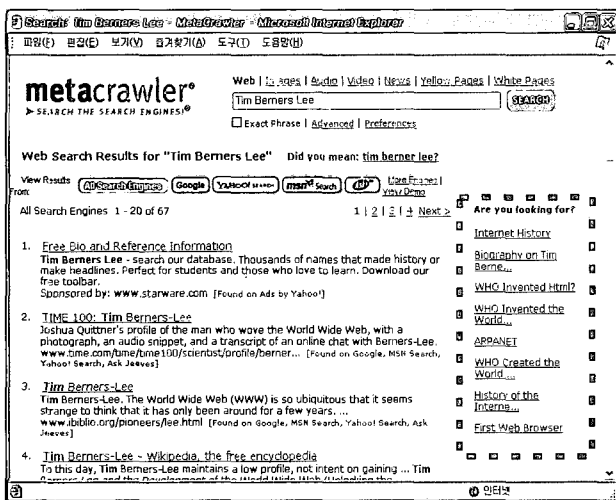 Search: Tim Berners Lee - MetaCrawler - Microsoft Internet Explorer
파일(F) 편집(E) 보기(V) 즐겨찾기(A) 도구(T) 도움말(H)
Web | Images | Audio | Video | News | Yellow Pages | White Pages
metacrawler®
SEARCH THE SEARCH ENGINES!®
Tim Berners Lee
SEARCH
Exact Phrase | Advanced | Preferences
Web Search Results for "Tim Berners Lee" Did you mean: tim berner lee?
View Results From:
All Search Engines Google YAHOO! SEARCH msn Search
More Engines | View Demo
All Search Engines 1 - 20 of 67 1 | 2 | 3 | 4 Next >
1. Free Bio and Reference Information
Tim Berners Lee - search our database. Thousands of names that made history or
make headlines. Perfect for students and those who love to learn. Download our
free toolbar.
Sponsored by: www.starware.com [Found on Ads by Yahoo!]
2. TIME 100: Tim Berners-Lee
Joshua Quittner's profile of the man who wove the World Wide Web, with a
photograph, an audio snippet, and a transcript of an online chat with Berners-Lee.
www.time.com/time/time100/scientist/profile/berner... [Found on Google, MSN Search,
Yahoo! Search, Ask Jeeves]
3. Tim Berners-Lee
Tim Berners-Lee. The World Wide Web (WWW) is so ubiquitous that it seems
strange to think that it has only been around for a few years. ...
www.ibiblio.org/pioneers/lee.html [Found on Google, MSN Search, Yahoo! Search, Ask
Jeeves]
4. Tim Berners-Lee - Wikipedia, the free encyclopedia
To this day, Tim Berners-Lee maintains a low profile, not intent on gaining ... Tim
Berners-Lee and the Development of the World Wide Web (Unlocking the
Are you looking for?
Internet History
Biography on Tim
Berne...
WHO Invented Html?
WHO Invented the
World...
ARPANET
WHO Created the
World ...
History of the
Interne...
First Web Browser
인터넷